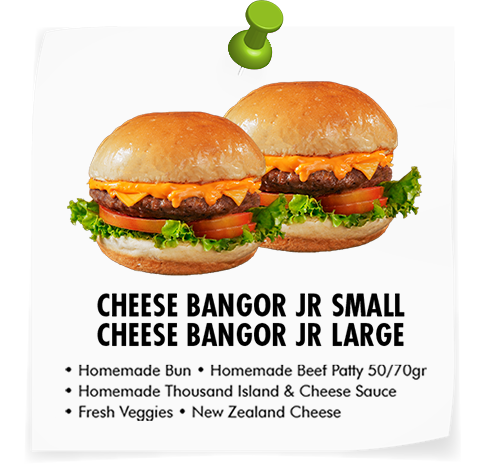 CHEESE BANGOR JR SMALL
CHEESE BANGOR JR LARGE
• Homemade Bun • Homemade Beef Patty 50/70gr
• Homemade Thousand Island & Cheese Sauce
• Fresh Veggies • New Zealand Cheese